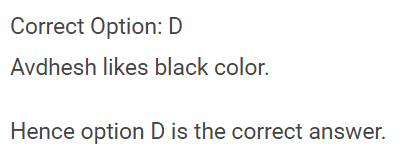 Correct Option: D
Avdhesh likes black color.
Hence option D is the correct answer.